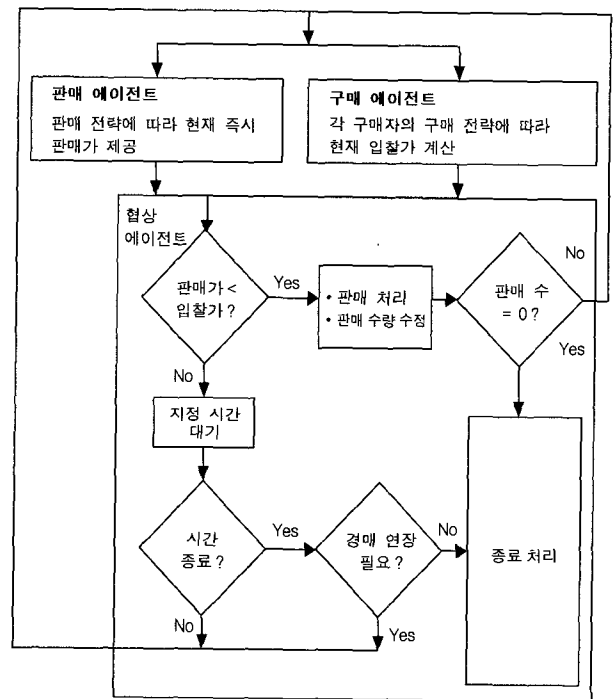 판매 에이전트
판매 전략에 따라 현재 즉시
판매가 제공
구매 에이전트
각 구매자의 구매 전략에 따라
현재 입찰가 계산
협상
에이전트
판매가 <
입찰가 ?
Yes
• 판매 처리
• 판매 수량 수정
판매 수
= 0 ?
No
Yes
No
지정 시간
대기
시간
종료 ?
Yes
경매 연장
필요 ?
No
종료 처리
No
Yes